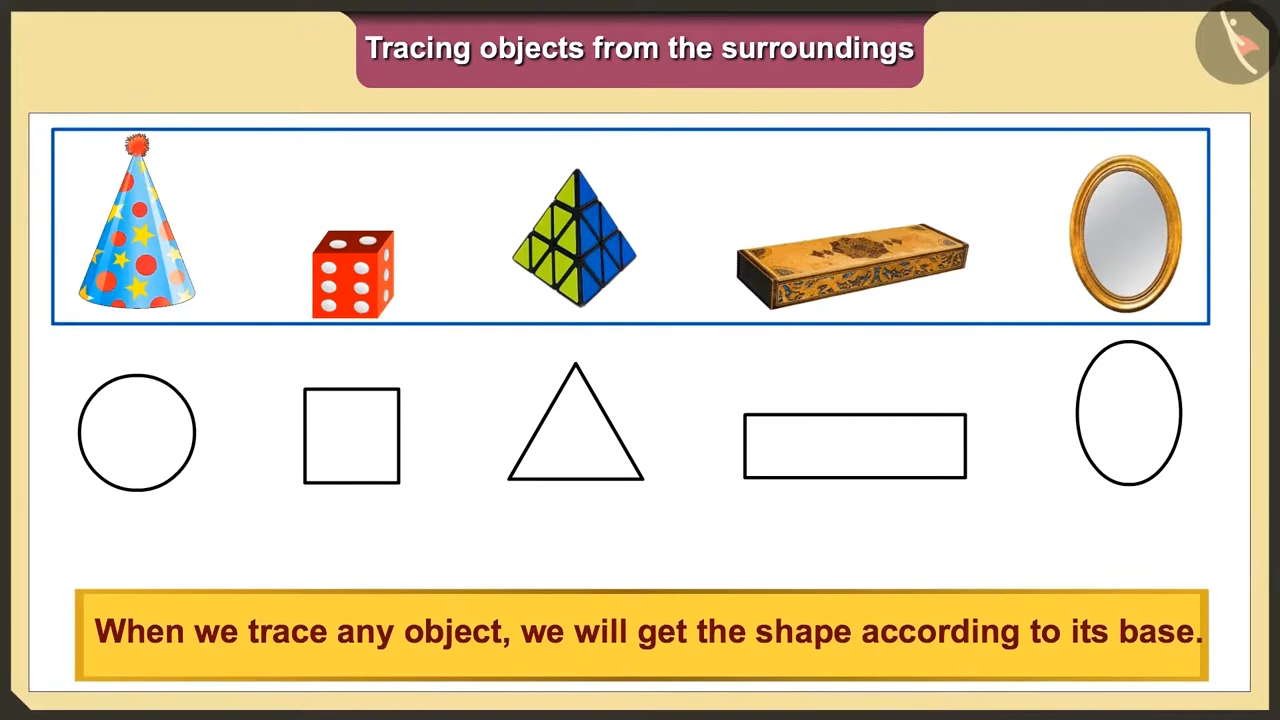 Tracing objects from the surroundings
When we trace any object, we will get the shape according to its base.